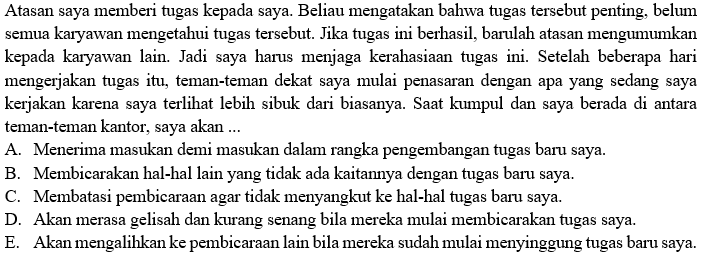 Atasan saya memberi tugas kepada saya. Beliau mengatakan bahwa tugas tersebut penting, belum
semua karyawan mengetahui tugas tersebut. Jika tugas ini berhasil, barulah atasan mengumumkan
kepada karyawan lain. Jadi saya harus menjaga kerahasiaan tugas ini. Setelah beberapa hari
mengerjakan tugas itu, teman-teman dekat saya mulai penasaran dengan apa yang sedang saya
kerjakan karena saya terlihat lebih sibuk dari biasanya. Saat kumpul dan saya berada di antara
teman-teman kantor, saya akan ...
A. Menerima masukan demi masukan dalam rangka pengembangan tugas baru saya.
B. Membicarakan hal-hal lain yang tidak ada kaitannya dengan tugas baru saya.
C. Membatasi pembicaraan agar tidak menyangkut ke hal-hal tugas baru saya.
D. Akan merasa gelisah dan kurang senang bila mereka mulai membicarakan tugas saya.
E. Akan mengalihkan ke pembicaraan lain bila mereka sudah mulai menyinggung tugas baru saya.